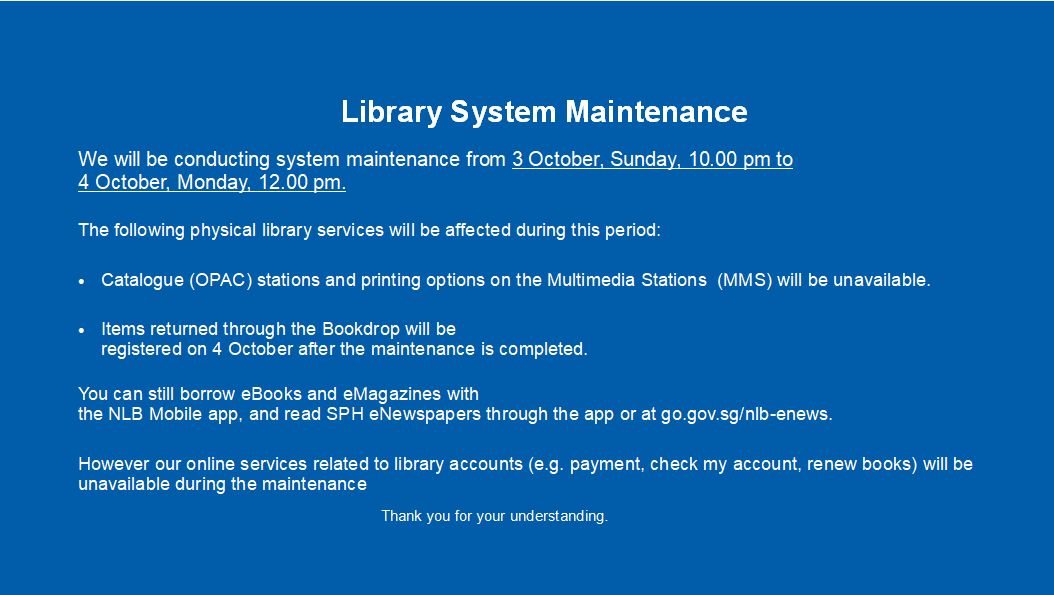 Library System Maintenance
We will be conducting system maintenance from 3 October, Sunday, 10.00 pm to
4 October, Monday, 12.00 pm.
The following physical library services will be affected during this period:
• Catalogue (OPAC) stations and printing options on the Multimedia Stations  (MMS) will be unavailable.
• Items returned through the Bookdrop will be
registered on 4 October after the maintenance is completed.
You can still borrow eBooks and eMagazines with
the NLB Mobile app, and read SPH eNewspapers through the app or at go.gov.sg/nlb-enews.
However our online services related to library accounts (e.g. payment, check my account, renew books) will be
unavailable during the maintenance
Thank you for your understanding.